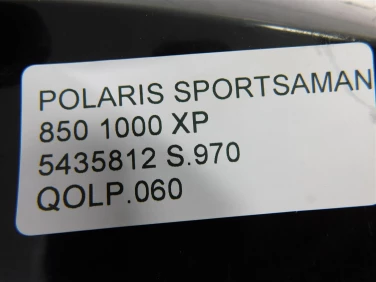 POLARIS SPORTSAMAN
850 1000 XP
5435812 S.970
QOLP.060